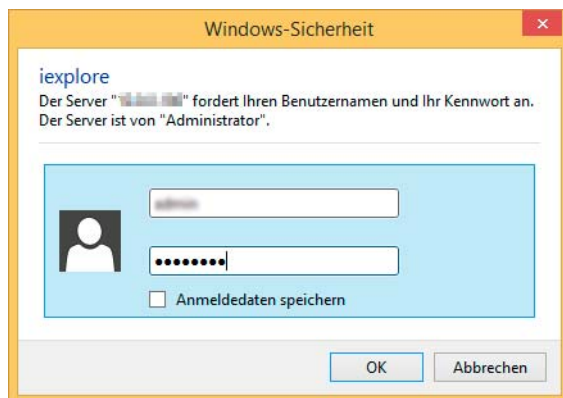 Windows-Sicherheit
iexplore
Der Server "" fordert Ihren Benutzernamen und Ihr Kennwort an.
Der Server ist von "Administrator".
••••••••
Anmeldedaten speichern
OK
Abbrechen